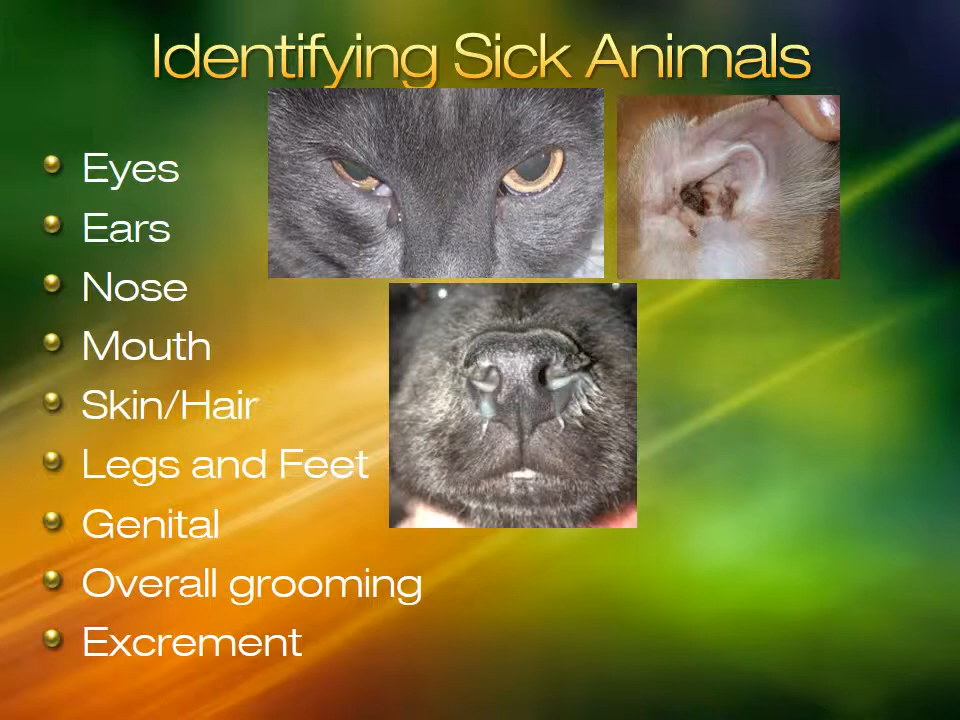 Identifying Sick Animals
Eyes
Ears
Nose
Mouth
Skin/Hair
Legs and Feet
Genital
Overall grooming
Excrement